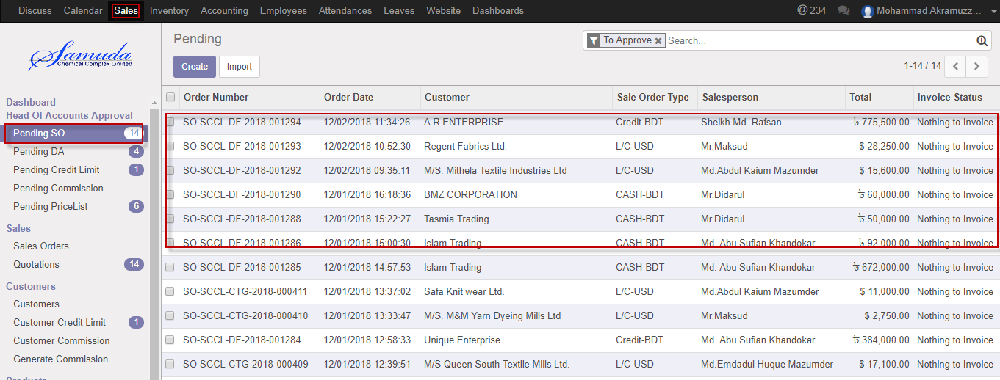 Discuss Calendar Sales Inventory Accounting Employees Attendances Leaves Website Dashboards @ 234 Mohammad Akramuzz...
Samuda
Chemical Complex Limited
Pending
To Approve Search...
Create Import
1-14 / 14
Dashboard
Head Of Accounts Approval
Pending SO 14
Pending DA 4
Pending Credit Limit 1
Pending Commission
Pending PriceList 6
Sales
Sales Orders
Quotations 14
Customers
Customers
Customer Credit Limit 1
Customer Commission
Generate Commission
Products
Order Number Order Date Customer Sale Order Type Salesperson Total Invoice Status
SO-SCCL-DF-2018-001294 12/02/2018 11:34:26 A R ENTERPRISE Credit-BDT Sheikh Md. Rafsan ৳ 775,500.00 Nothing to Invoice
SO-SCCL-DF-2018-001293 12/02/2018 10:52:30 Regent Fabrics Ltd. L/C-USD Mr.Maksud $ 28,250.00 Nothing to Invoice
SO-SCCL-DF-2018-001292 12/02/2018 09:35:11 M/S. Mithela Textile Industries Ltd L/C-USD Md.Abdul Kaium Mazumder $ 15,600.00 Nothing to Invoice
SO-SCCL-DF-2018-001290 12/01/2018 16:18:36 BMZ CORPORATION CASH-BDT Mr.Didarul ৳ 60,000.00 Nothing to Invoice
SO-SCCL-DF-2018-001288 12/01/2018 15:22:27 Tasmia Trading CASH-BDT Mr.Didarul ৳ 50,000.00 Nothing to Invoice
SO-SCCL-DF-2018-001286 12/01/2018 15:00:30 Islam Trading CASH-BDT Md. Abu Sufian Khandokar ৳ 92,000.00 Nothing to Invoice
SO-SCCL-DF-2018-001285 12/01/2018 14:57:53 Islam Trading CASH-BDT Md. Abu Sufian Khandokar ৳ 672,000.00 Nothing to Invoice
SO-SCCL-CTG-2018-000411 12/01/2018 13:37:02 Safa Knit wear Ltd. L/C-USD Md.Abdul Kaium Mazumder $ 11,000.00 Nothing to Invoice
SO-SCCL-CTG-2018-000410 12/01/2018 13:33:47 M/S. M&M Yarn Dyeing Mills Ltd L/C-USD Mr.Maksud $ 2,750.00 Nothing to Invoice
SO-SCCL-DF-2018-001284 12/01/2018 12:58:33 Unique Enterprise Credit-BDT Md. Abu Sufian Khandokar ৳ 384,000.00 Nothing to Invoice
SO-SCCL-CTG-2018-000409 12/01/2018 12:39:51 M/S Queen South Textile Mills Ltd. L/C-USD Md.Emdadul Huque Mazumder $ 17,100.00 Nothing to Invoice